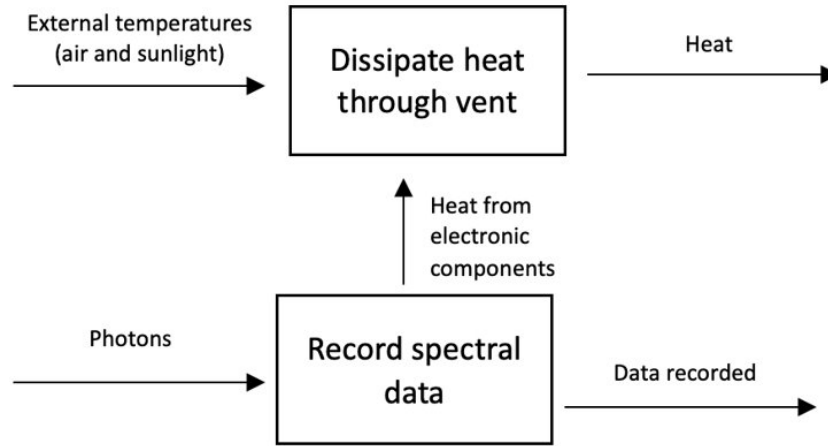 External temperatures
(air and sunlight)
Dissipate heat
through vent
Heat
Heat from
electronic
components
Photons
Record spectral
data
Data recorded